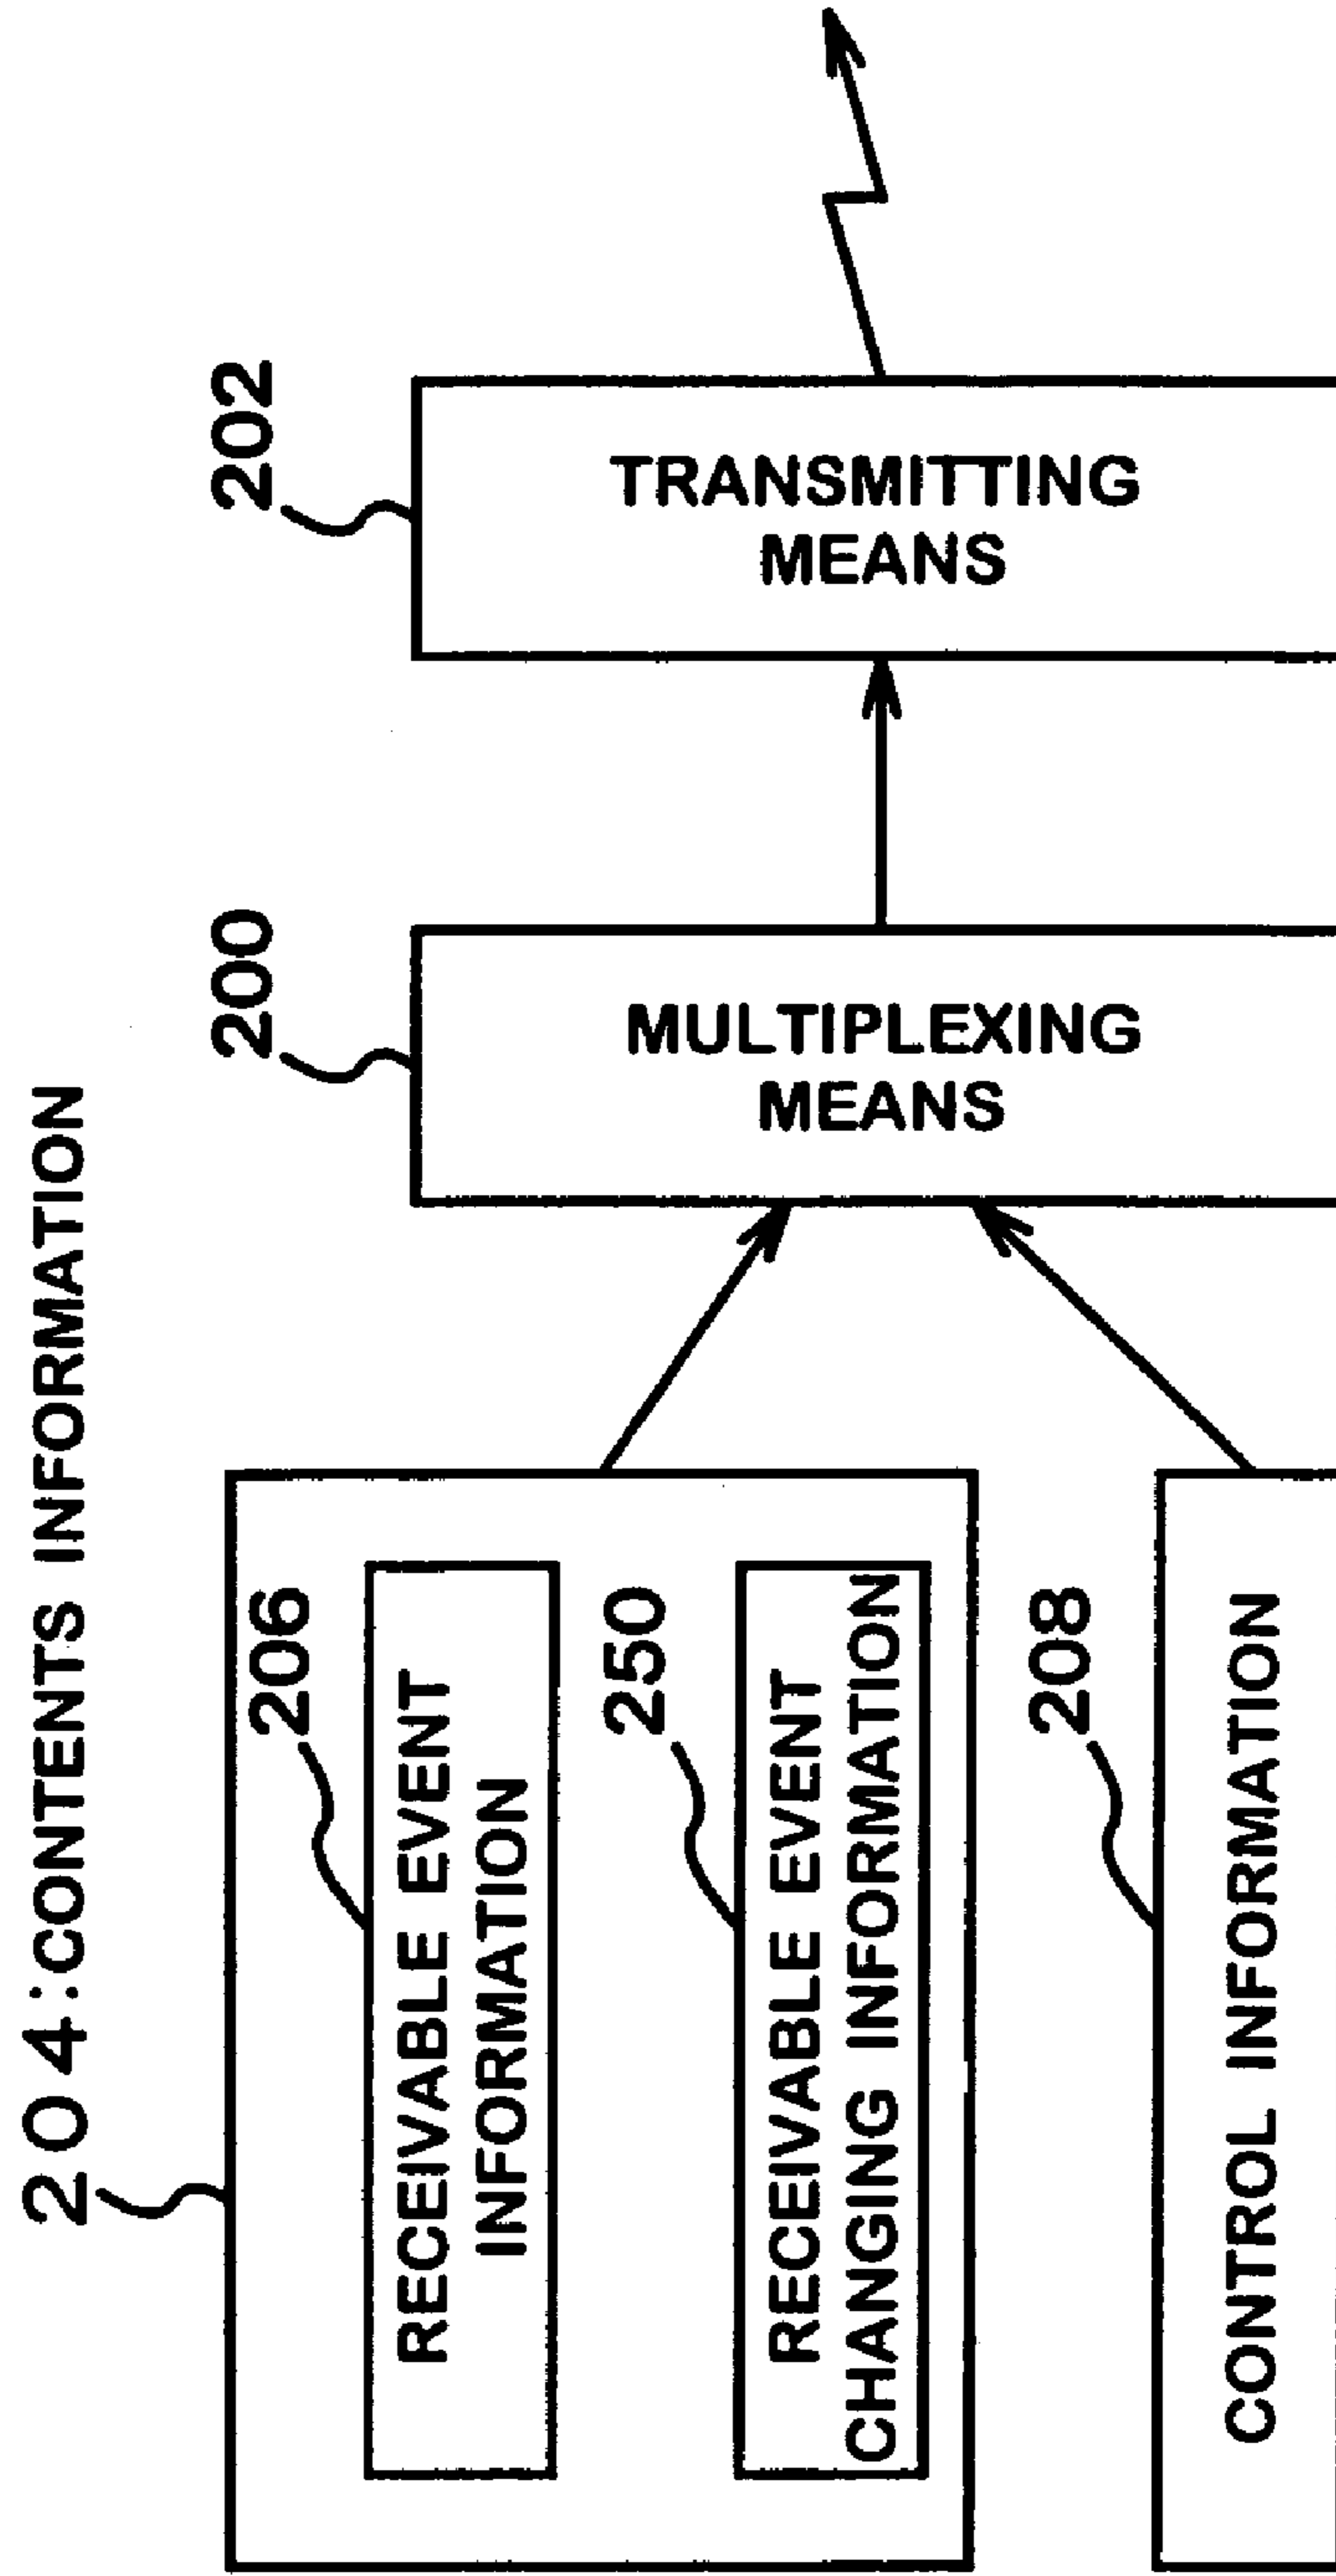 204:CONTENTS INFORMATION
206
RECEIVABLE EVENT
INFORMATION
250
RECEIVABLE EVENT
CHANGING INFORMATION
208
CONTROL INFORMATION
200
MULTIPLEXING
MEANS
202
TRANSMITTING
MEANS